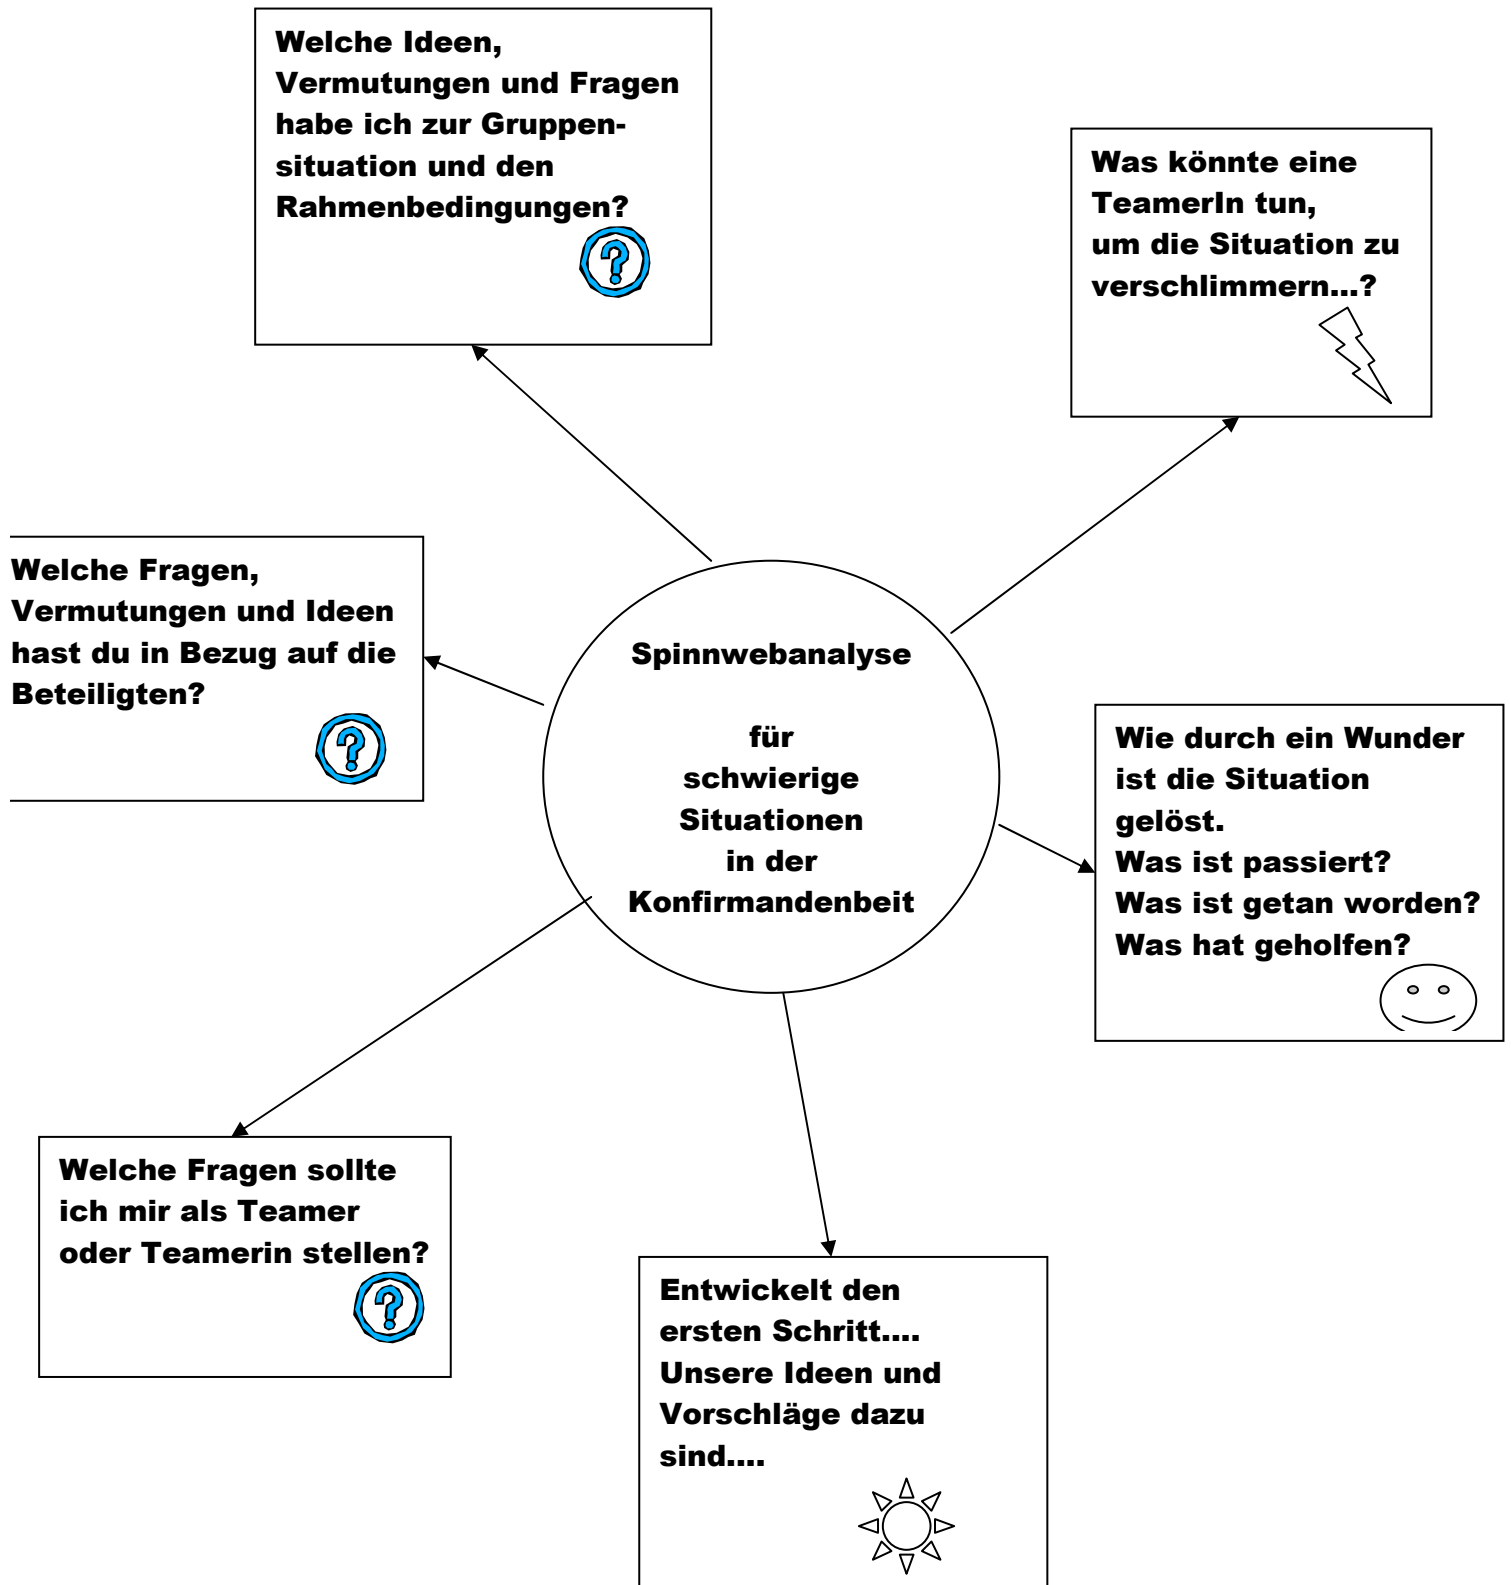 Welche Ideen,
Vermutungen und Fragen
habe ich zur Gruppen-
situation und den
Rahmenbedingungen?
Was könnte eine
TeamerIn tun,
um die Situation zu
verschlimmern...?
Welche Fragen,
Vermutungen und Ideen
hast du in Bezug auf die
Beteiligten?
Spinnwebanalyse
für
schwierige
Situationen
in der
Konfirmandenbeit
Wie durch ein Wunder
ist die Situation
gelöst.
Was ist passiert?
Was ist getan worden?
Was hat geholfen?
Welche Fragen sollte
ich mir als Teamer
oder Teamerin stellen?
Entwickelt den
ersten Schritt....
Unsere Ideen und
Vorschläge dazu
sind....